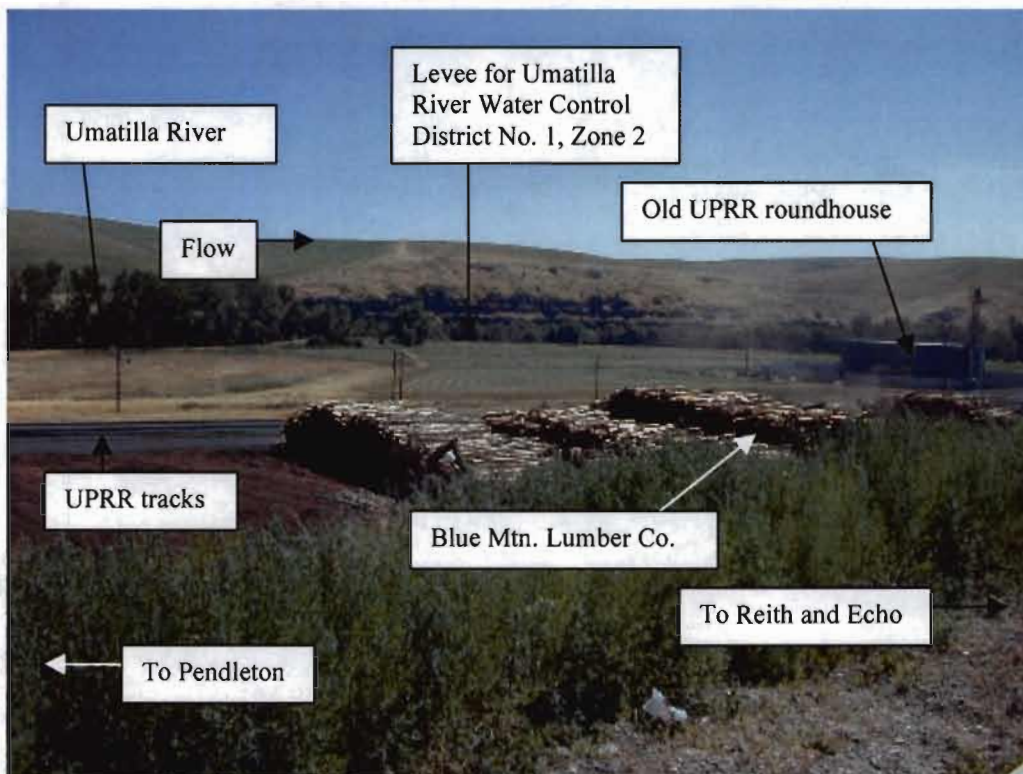 Levee for Umatilla
River Water Control
District No. 1, Zone 2
Umatilla River
Old UPRR roundhouse
Flow
UPRR tracks
Blue Mtn. Lumber Co.
To Reith and Echo
To Pendleton